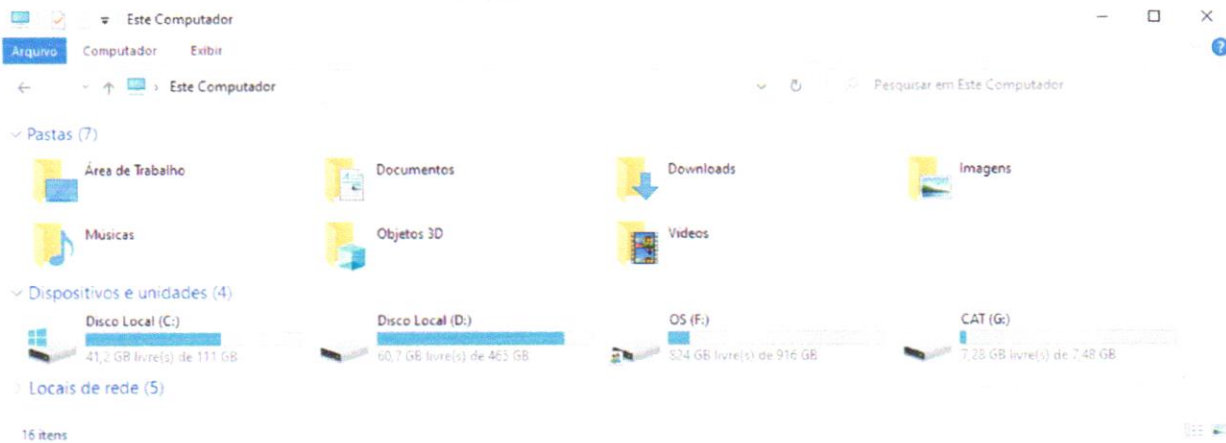 Este Computador
Arquivo Computador Exibir
Este Computador Pesquisar em Este Computador
Pastas (7)
Área de Trabalho Documentos Downloads Imagens
Músicas Objetos 3D Vídeos
Dispositivos e unidades (4)
Disco Local (C:) Disco Local (D:) OS (F:) CAT (G:)
41,2 GB livre(s) de 111 GB 60,7 GB livre(s) de 465 GB 824 GB livre(s) de 916 GB 7,28 GB livre(s) de 7,48 GB
Locais de rede (5)
16 itens